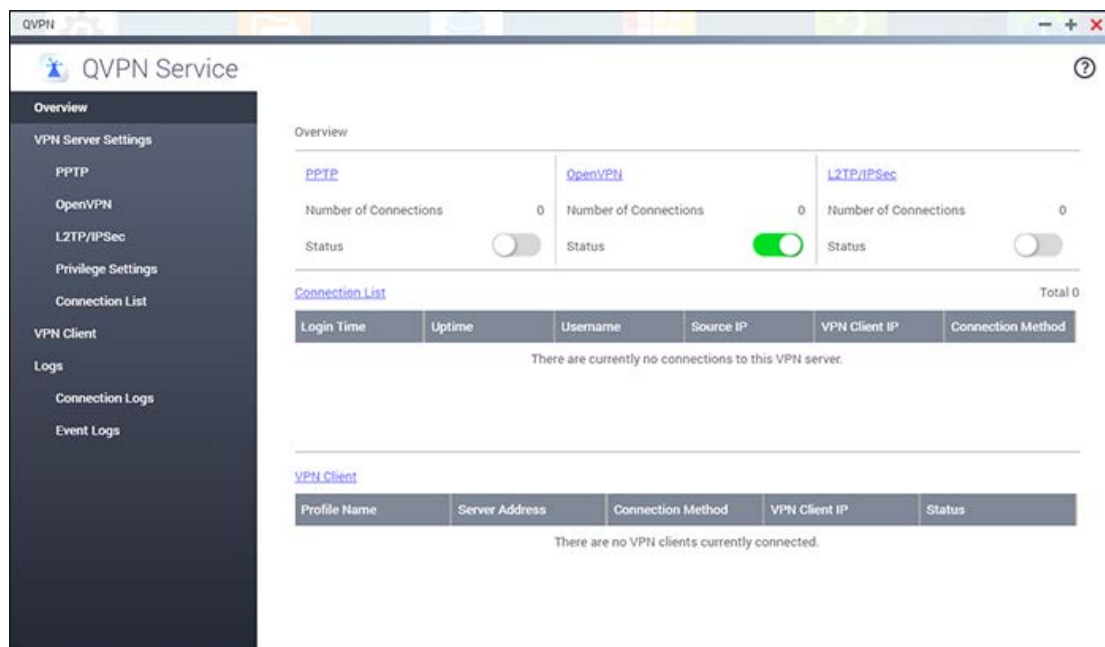 QVPN
QVPN Service
Overview
VPN Server Settings
PPTP
OpenVPN
L2TP/IPSec
Privilege Settings
Connection List
VPN Client
Logs
Connection Logs
Event Logs
Overview
PPTP OpenVPN L2TP/IPSec
Number of Connections 0 Number of Connections 0 Number of Connections 0
Status Status Status
Connection List Total 0
Login Time Uptime Username Source IP VPN Client IP Connection Method
There are currently no connections to this VPN server.
VPN Client
Profile Name Server Address Connection Method VPN Client IP Status
There are no VPN clients currently connected.